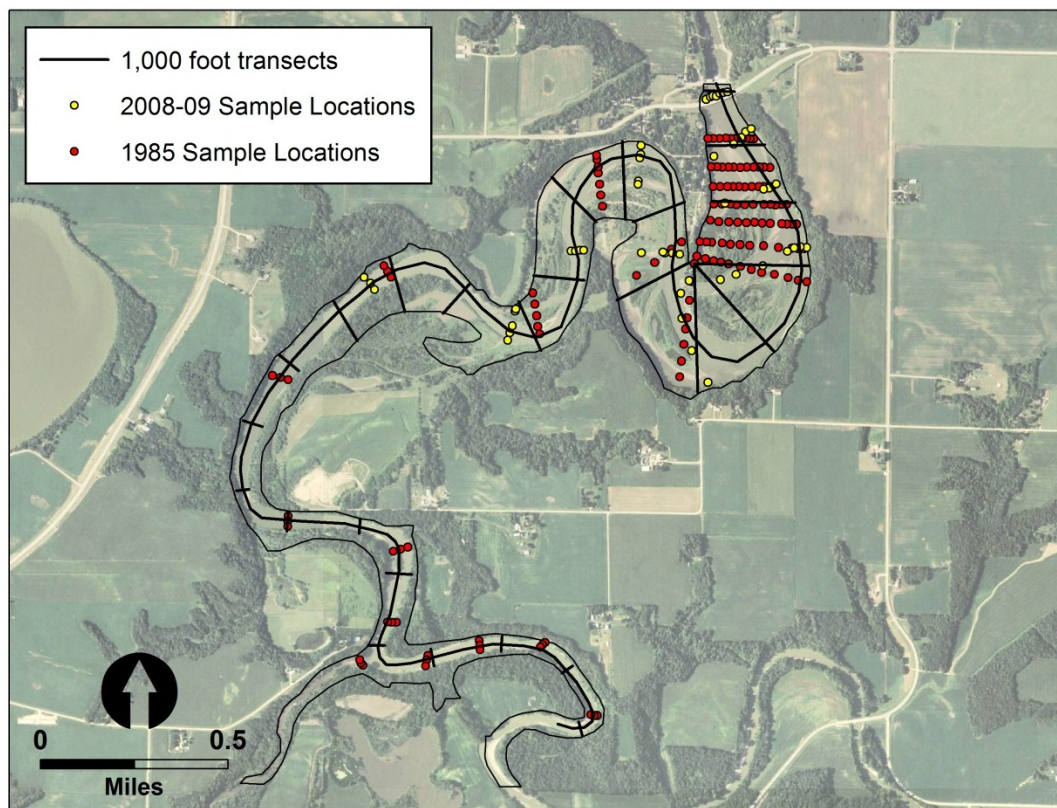 1,000 foot transects
2008-09 Sample Locations
1985 Sample Locations
0 0.5
Miles